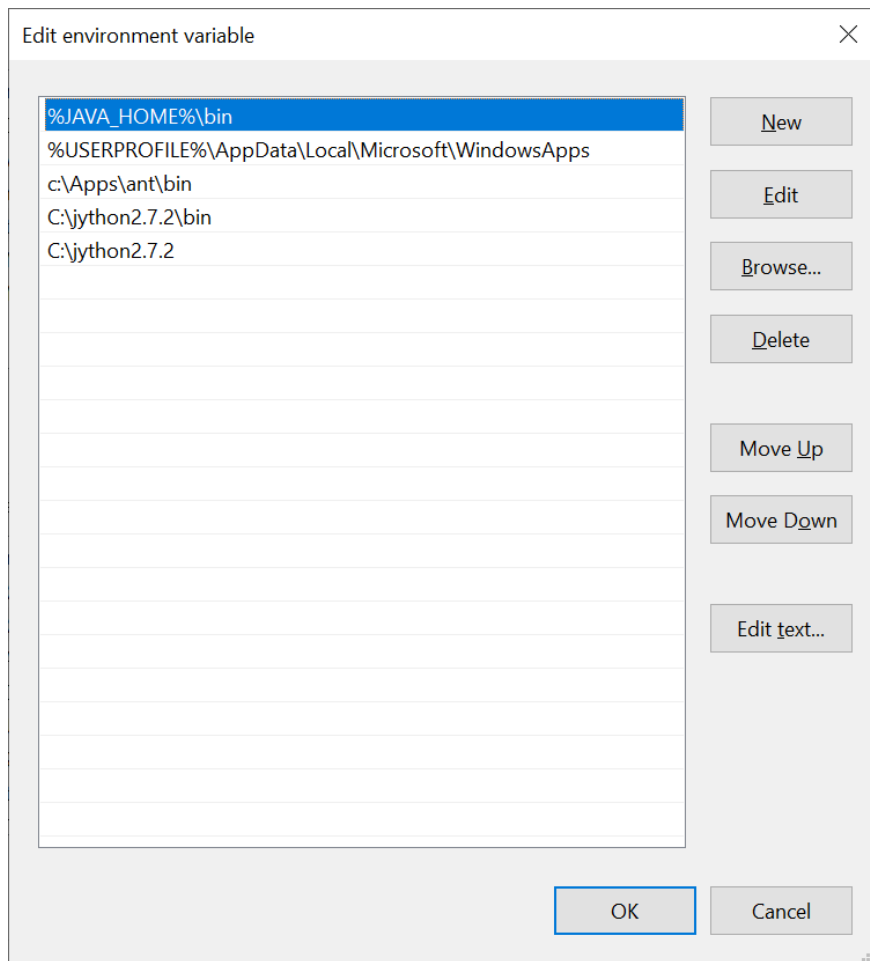 Edit environment variable
%JAVA_HOME%\bin
%USERPROFILE%\AppData\Local\Microsoft\WindowsApps
c:\Apps\ant\bin
C:\jython2.7.2\bin
C:\jython2.7.2
New
Edit
Browse...
Delete
Move Up
Move Down
Edit text...
OK
Cancel